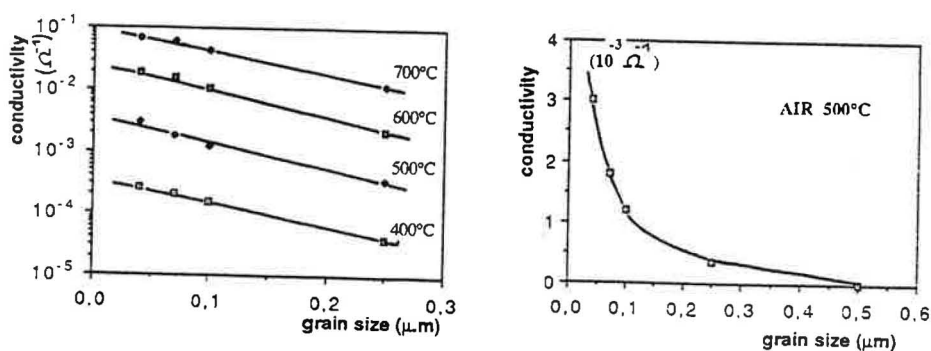 conductivity
(Ω⁻¹)
10⁻¹
10⁻²
10⁻³
10⁻⁴
10⁻⁵
700°C
600°C
500°C
400°C
0.0
0,1
0,2
0.3
grain size (μ.m)
conductivity
4
3
2
1
0
(10⁻³ Ω⁻¹)
AIR 500°C
0.0
0,1
0,2
0.3
0,4
0,5
0.6
grain size (μm)